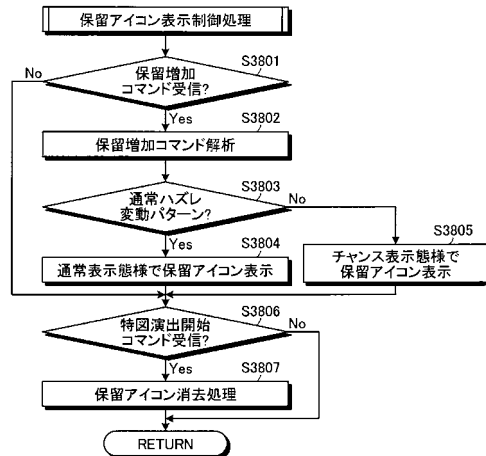 保留アイコン表示制御処理
S3801
No
保留増加
コマンド受信?
Yes
S3802
保留増加コマンド解析
S3803
通常ハズレ
変動パターン?
No
Yes
S3804
S3805
通常表示態様で保留アイコン表示
チャンス表示態様で
保留アイコン表示
S3806
特図演出開始
コマンド受信?
No
Yes
S3807
保留アイコン消去処理
RETURN